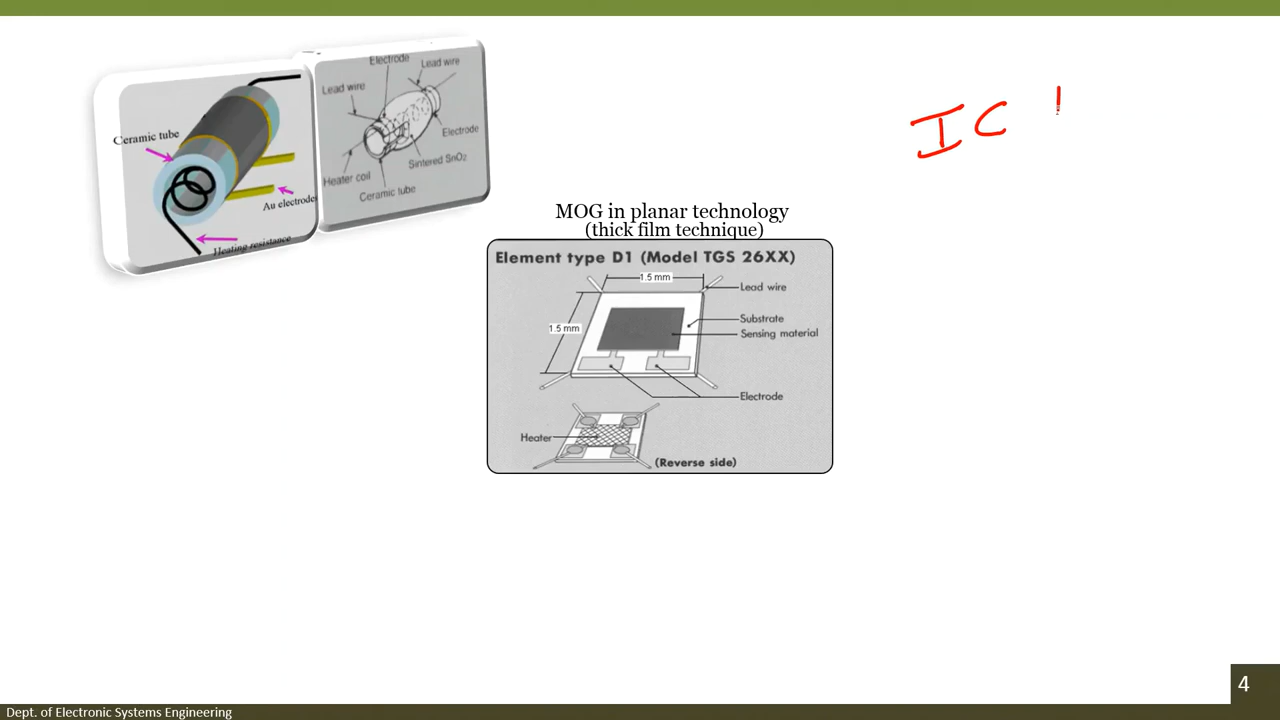 Ceramic tube
Au electrodes
Heating resistance
Electrode
Lead wire
Lead wire
Electrode
Sintered SnO₂
Heater coil
Ceramic tube
IC
MOG in planar technology
(thick film technique)
Element type D1 (Model TGS 26XX)
1.5 mm
Lead wire
1.5 mm
Substrate
Sensing material
Electrode
Heater
(Reverse side)
4
Dept. of Electronic Systems Engineering